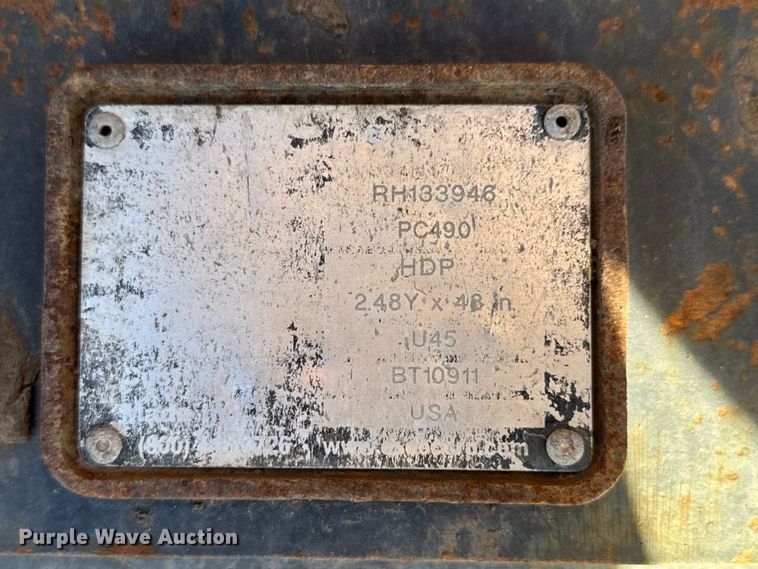 RH133946
PC490
HDP
2.48Y x 48 in
U45
BT10911
USA
Purple Wave Auction